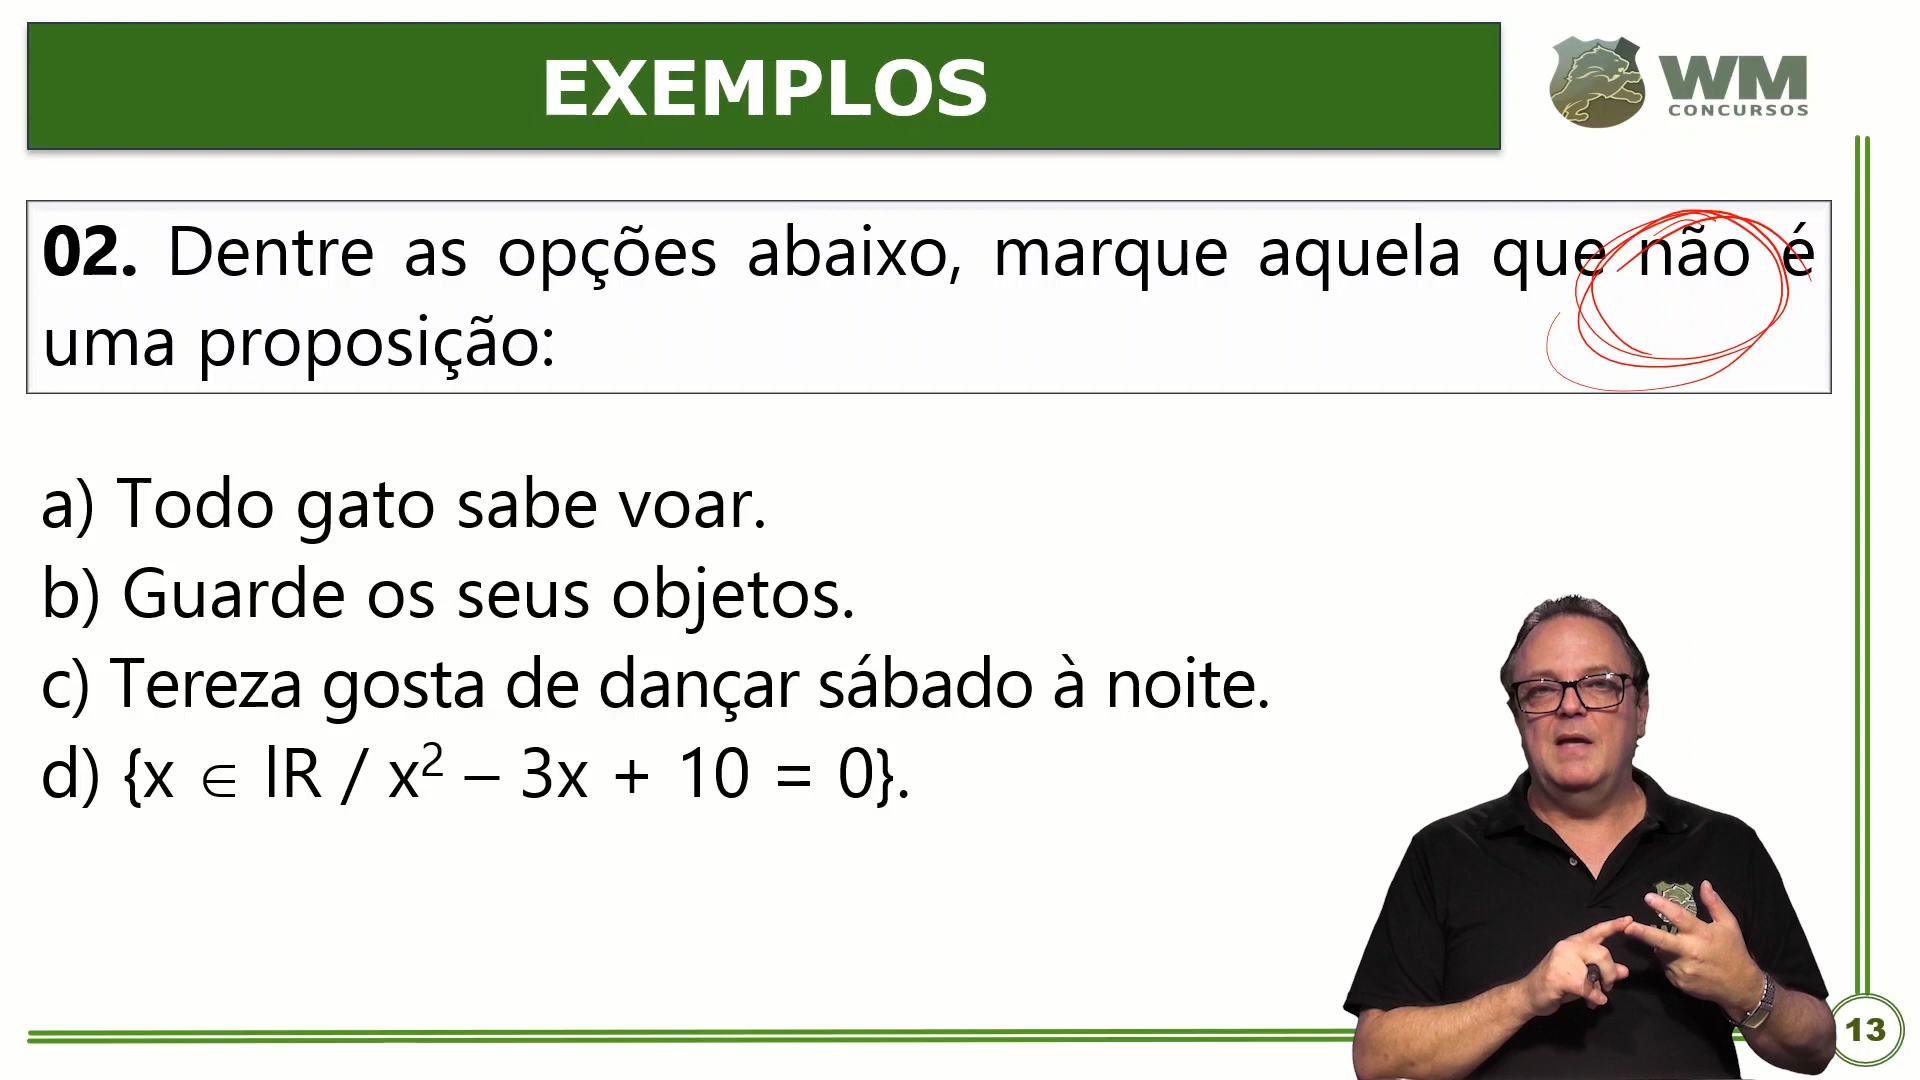 EXEMPLOS
WM
CONCURSOS
02. Dentre as opções abaixo, marque aquela que não é
uma proposição:
a) Todo gato sabe voar.
b) Guarde os seus objetos.
c) Tereza gosta de dançar sábado à noite.
d) {x ∈ lR / x² – 3x + 10 = 0}.
13